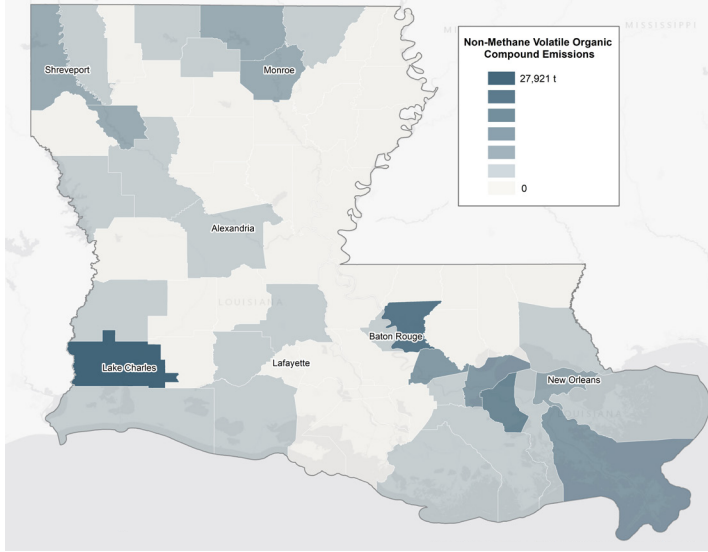 MISSISSIPPI
Non-Methane Volatile Organic
Compound Emissions
27,921 t
0
Shreveport
Monroe
Alexandria
LOUISIANA
Baton Rouge
Lake Charles
Lafayette
New Orleans